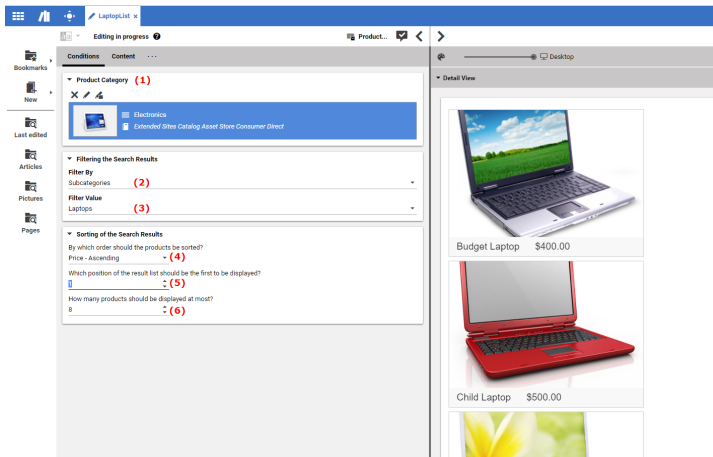 LaptopList ×
Editing in progress
Product...
Conditions
Content
...
Desktop
Bookmarks
New
Last edited
Articles
Pictures
Pages
Product Category (1)
Electronics
Extended Sites Catalog Asset Store Consumer Direct
Filtering the Search Results
Filter By
Subcategories (2)
Filter Value
Laptops (3)
Sorting of the Search Results
By which order should the products be sorted?
Price - Ascending (4)
Which position of the result list should be the first to be displayed?
1 (5)
How many products should be displayed at most?
8 (6)
Detail View
Budget Laptop $400.00
Child Laptop $500.00